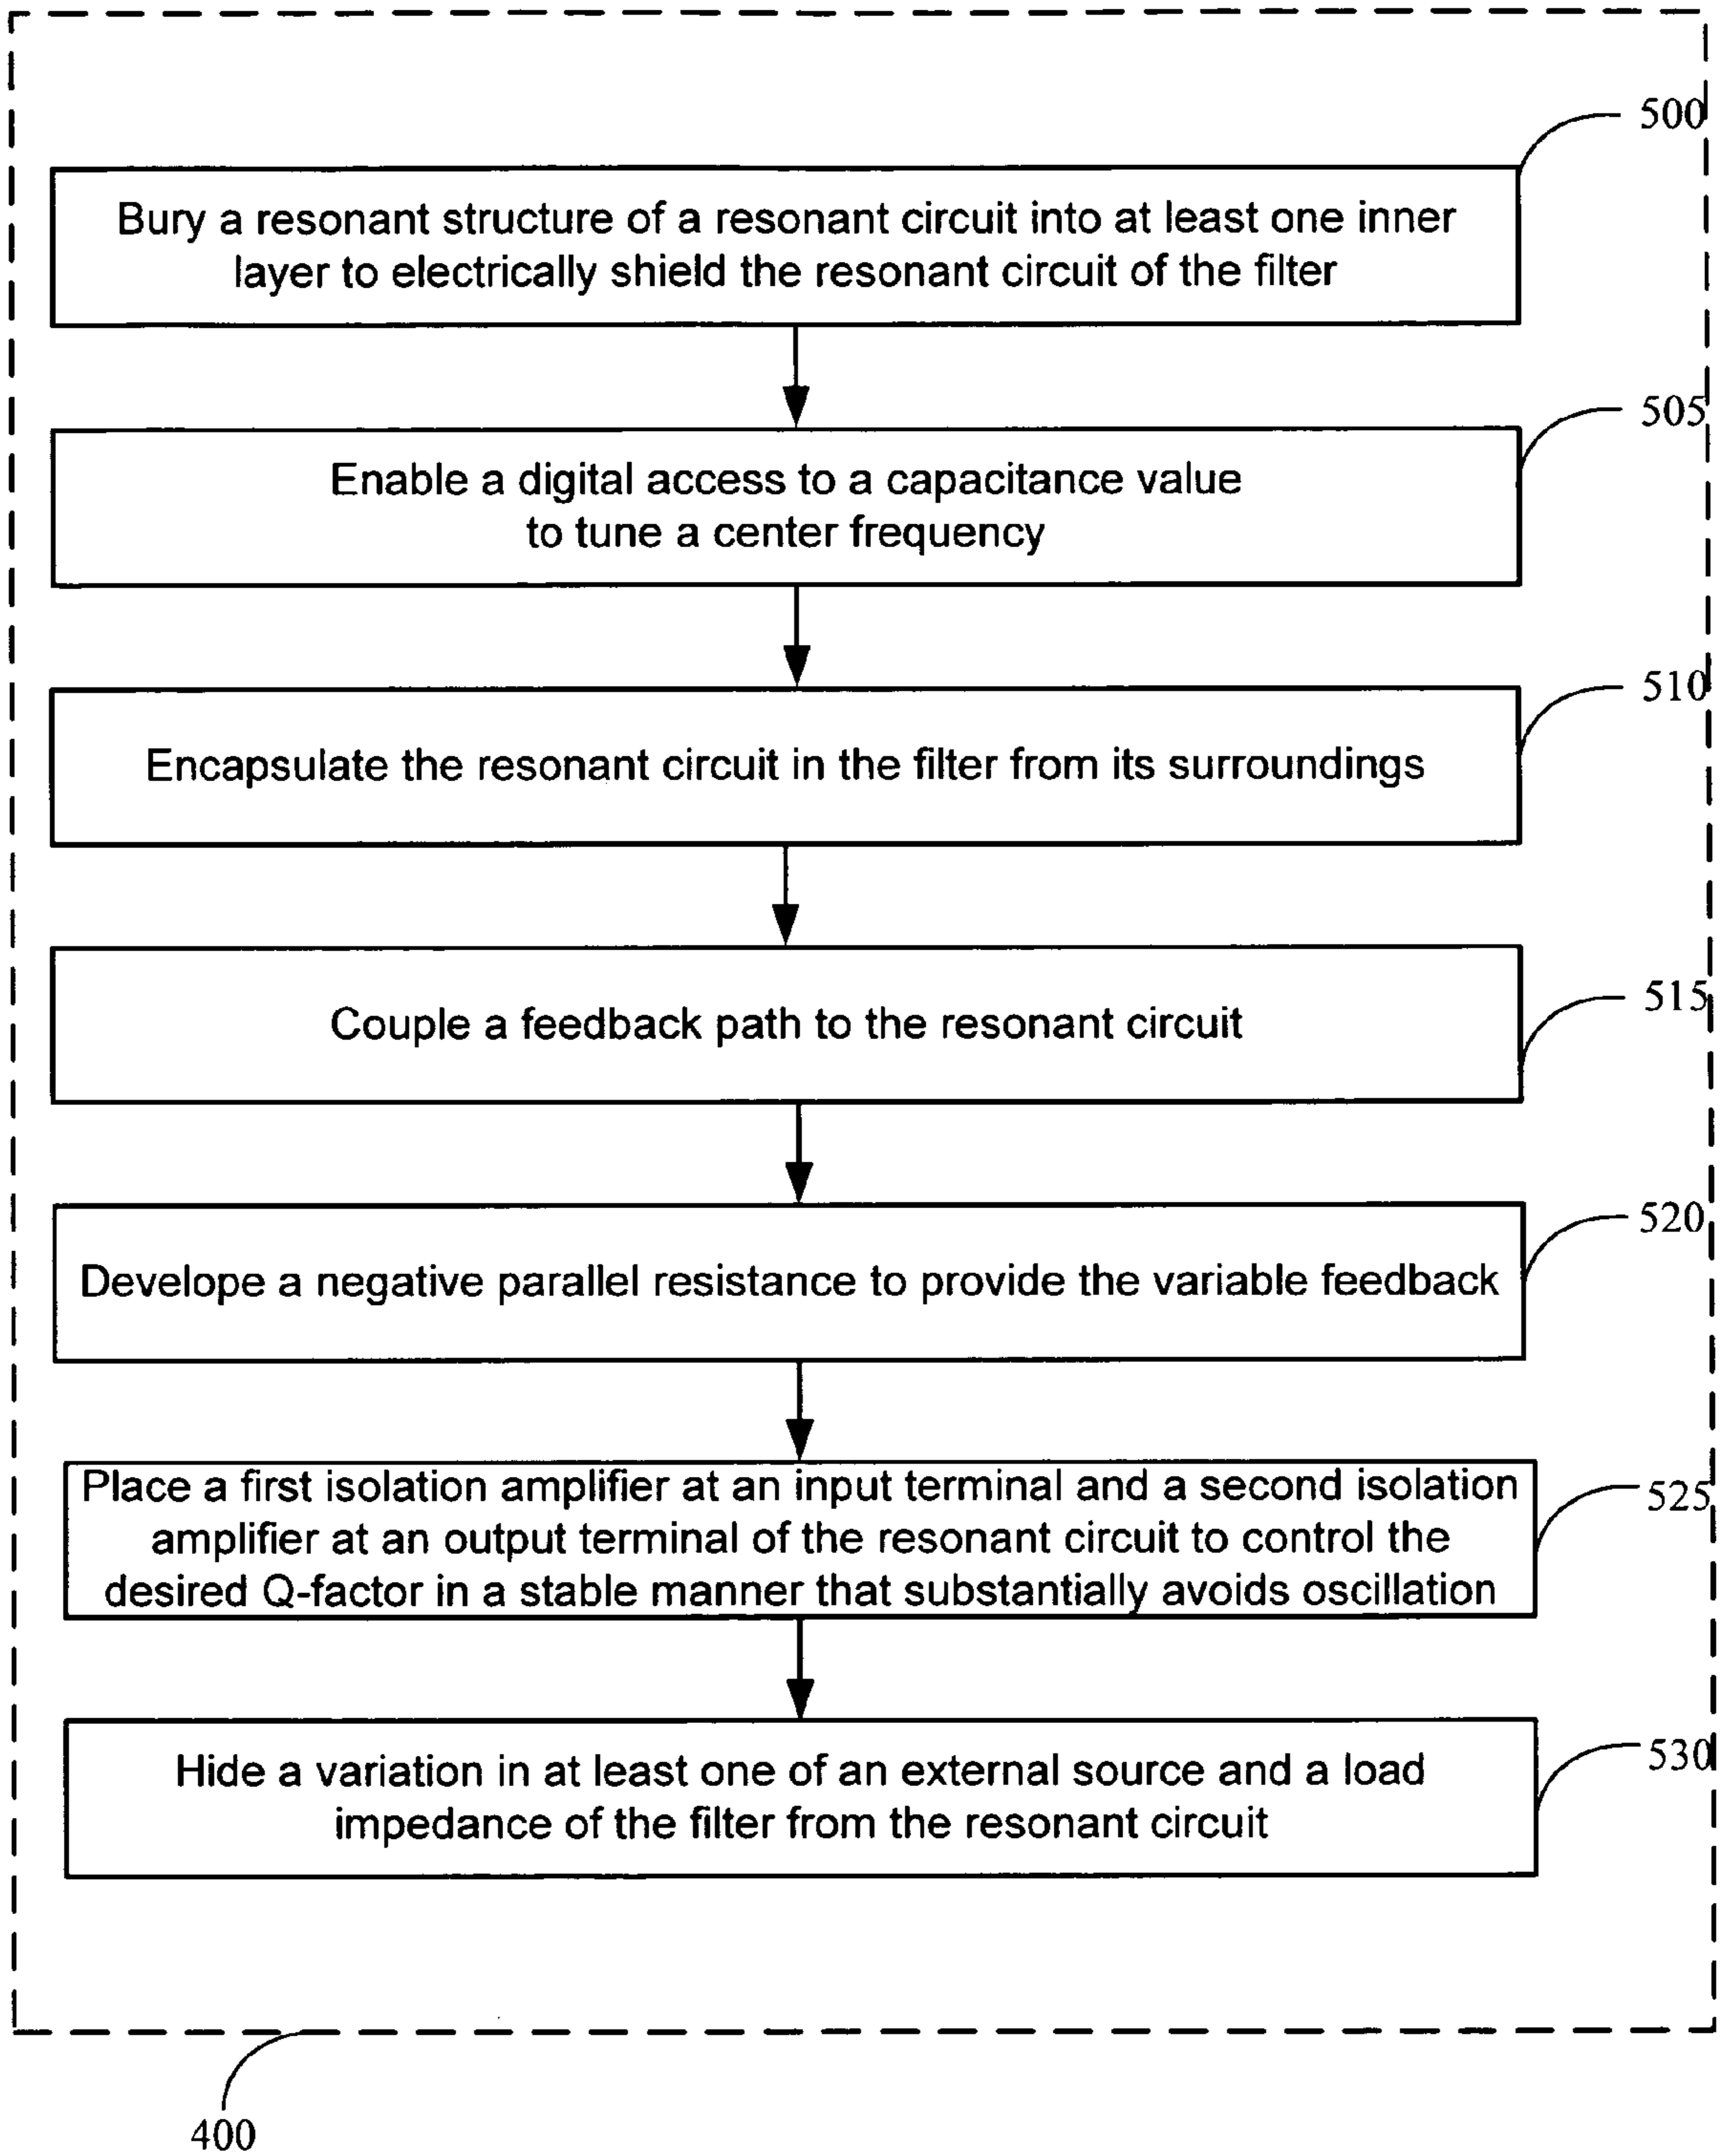 500
Bury a resonant structure of a resonant circuit into at least one inner
layer to electrically shield the resonant circuit of the filter
505
Enable a digital access to a capacitance value
to tune a center frequency
510
Encapsulate the resonant circuit in the filter from its surroundings
515
Couple a feedback path to the resonant circuit
520
Develope a negative parallel resistance to provide the variable feedback
525
Place a first isolation amplifier at an input terminal and a second isolation
amplifier at an output terminal of the resonant circuit to control the
desired Q-factor in a stable manner that substantially avoids oscillation
530
Hide a variation in at least one of an external source and a load
impedance of the filter from the resonant circuit
400